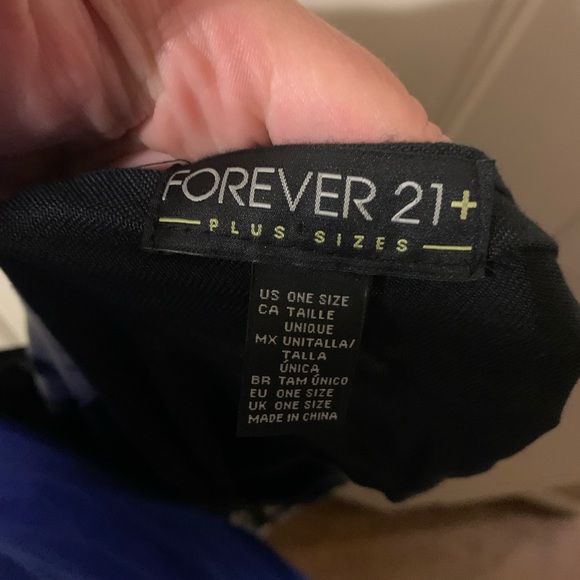 FOREVER 21+
PLUS SIZES
US ONE SIZE
CA TAILLE
UNIQUE
MX UNITALLA/
TALLA
ÚNICA
BR TAM ÚNICO
EU ONE SIZE
UK ONE SIZE
MADE IN CHINA